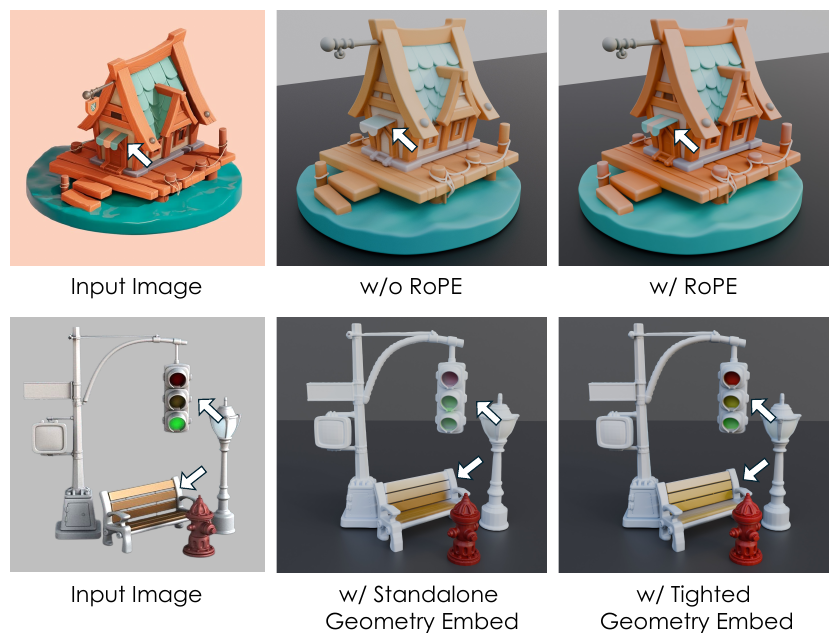 Input Image
w/o RoPE
w/ RoPE
Input Image
w/ Standalone
Geometry Embed
w/ Tighted
Geometry Embed